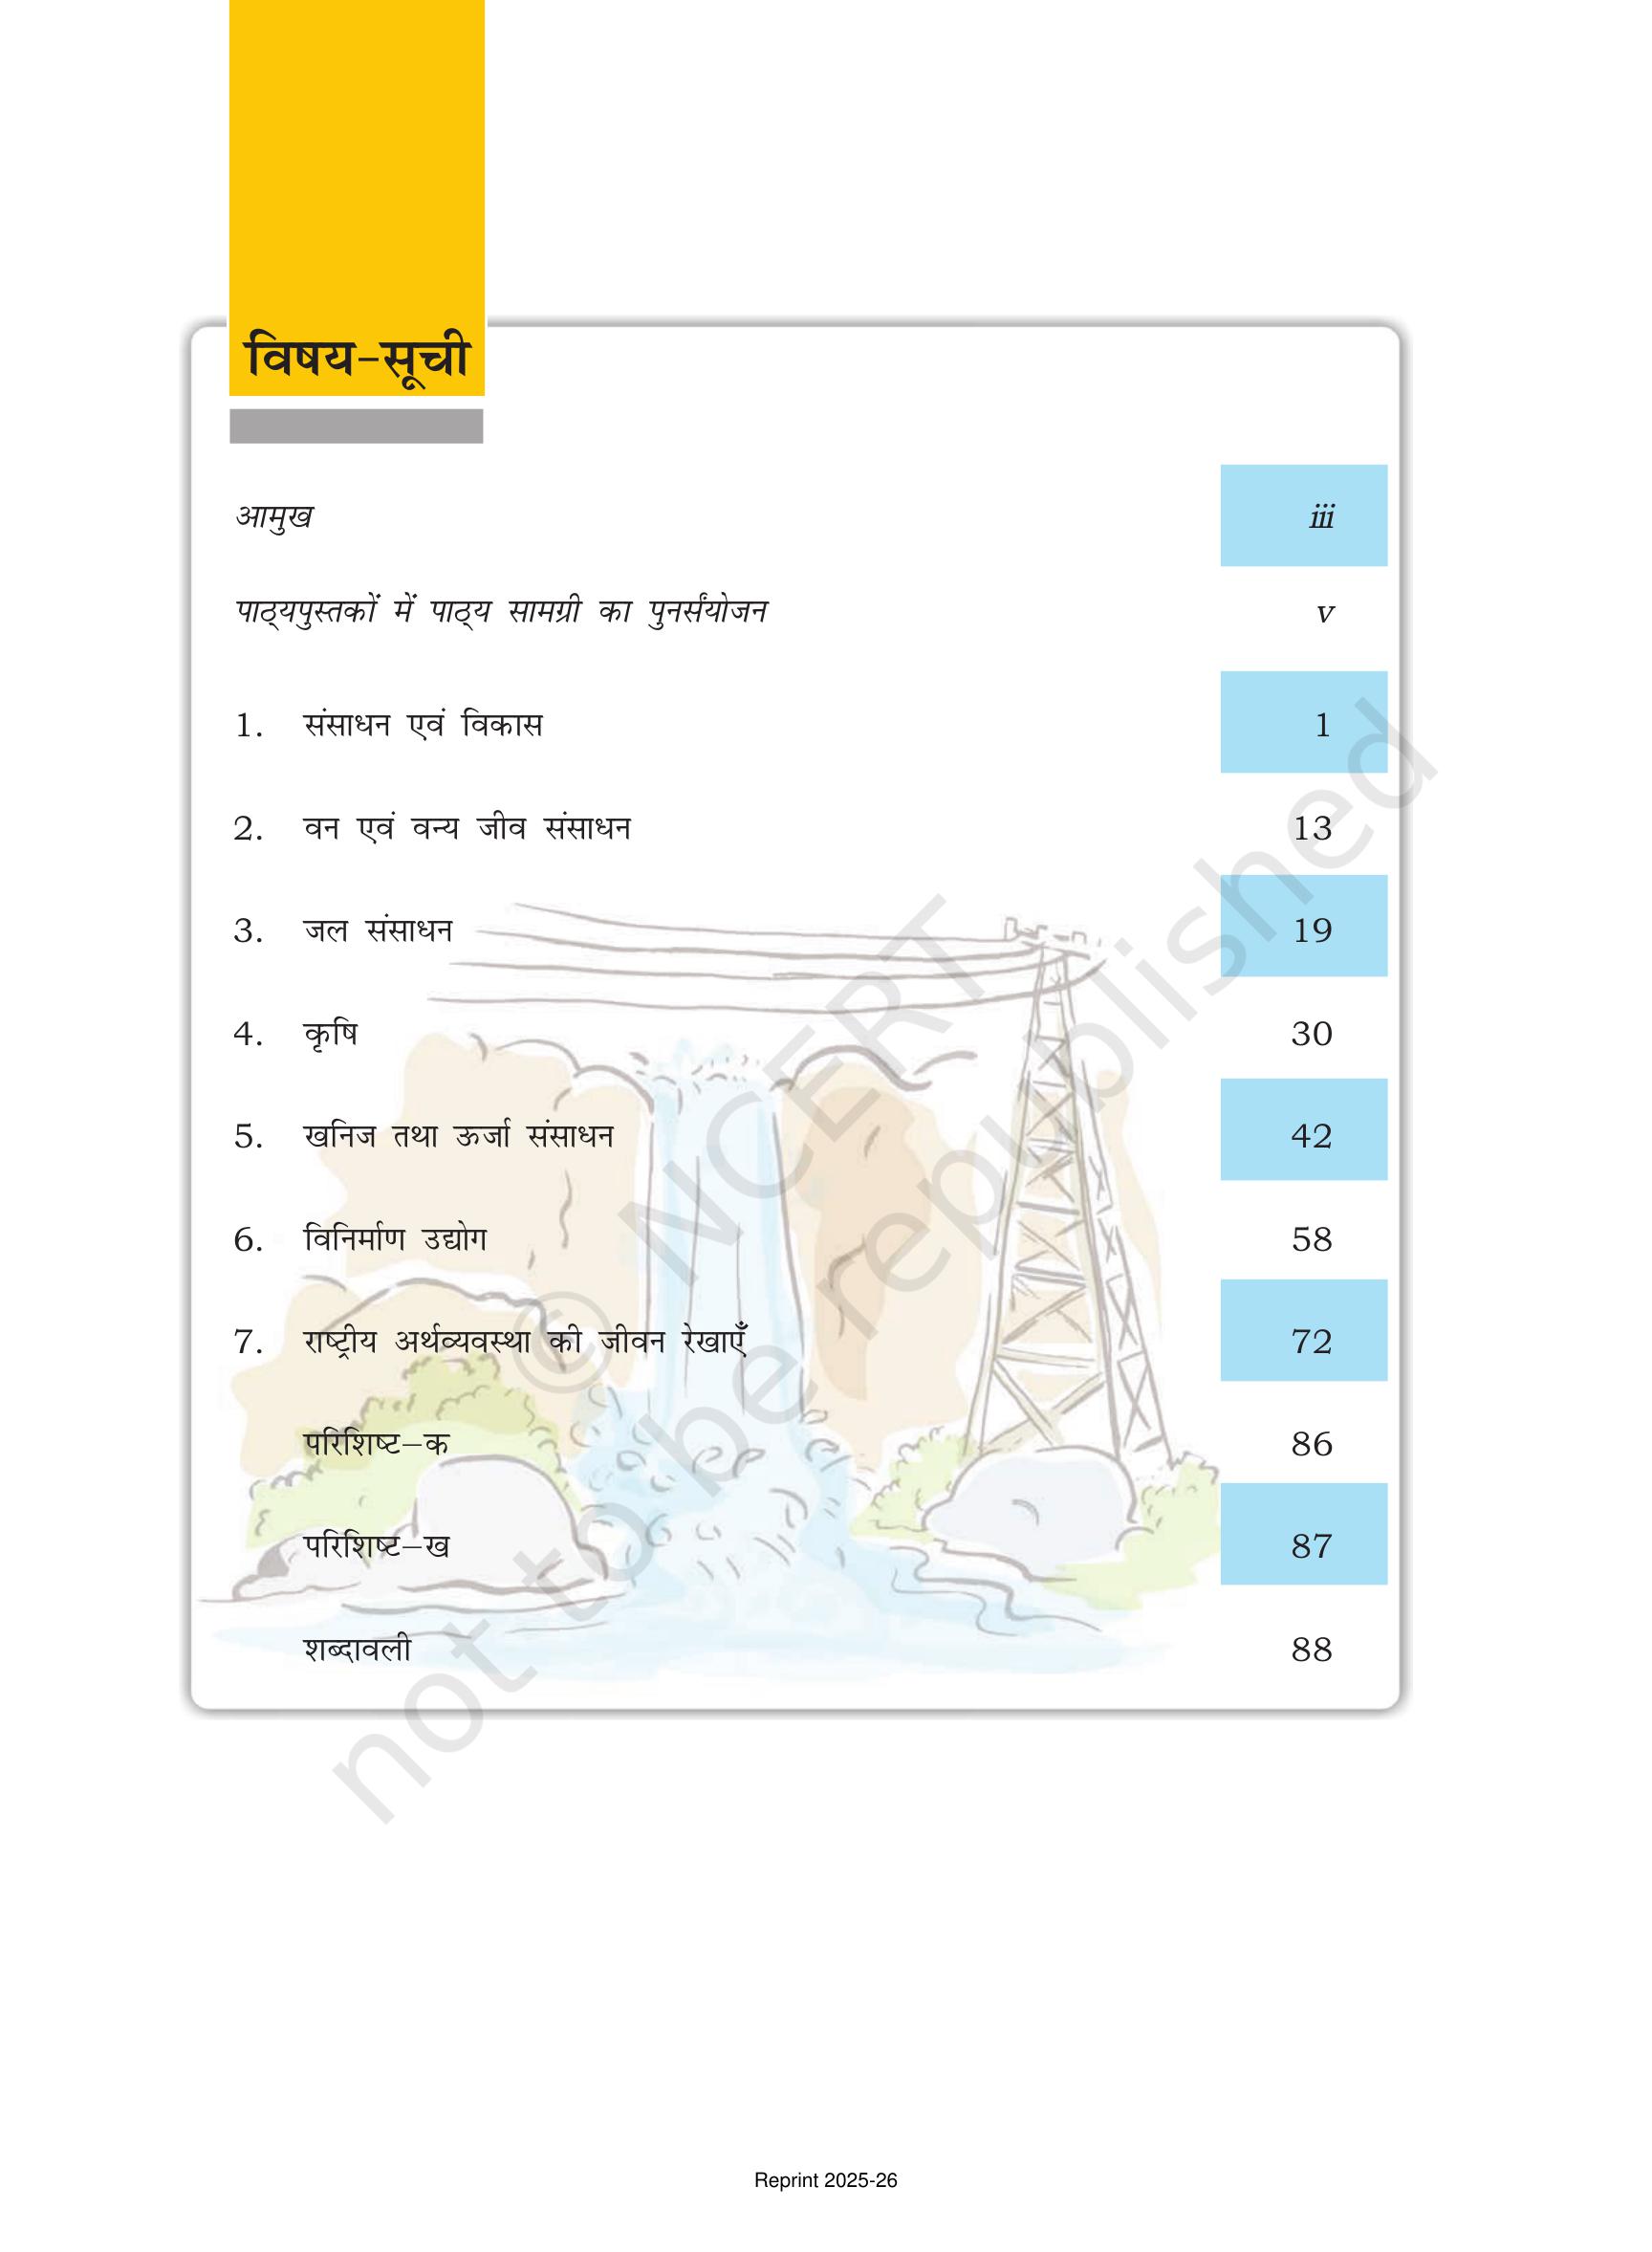 विषय-सूची
आमुख iii
पाठ्यपुस्तकों में पाठ्य सामग्री का पुनर्संयोजन v
1. संसाधन एवं विकास 1
2. वन एवं वन्य जीव संसाधन 13
3. जल संसाधन 19
4. कृषि 30
5. खनिज तथा ऊर्जा संसाधन 42
6. विनिर्माण उद्योग 58
7. राष्ट्रीय अर्थव्यवस्था की जीवन रेखाएँ 72
परिशिष्ट–क 86
परिशिष्ट–ख 87
शब्दावली 88
© NCERT
not to be republished
Reprint 2025-26